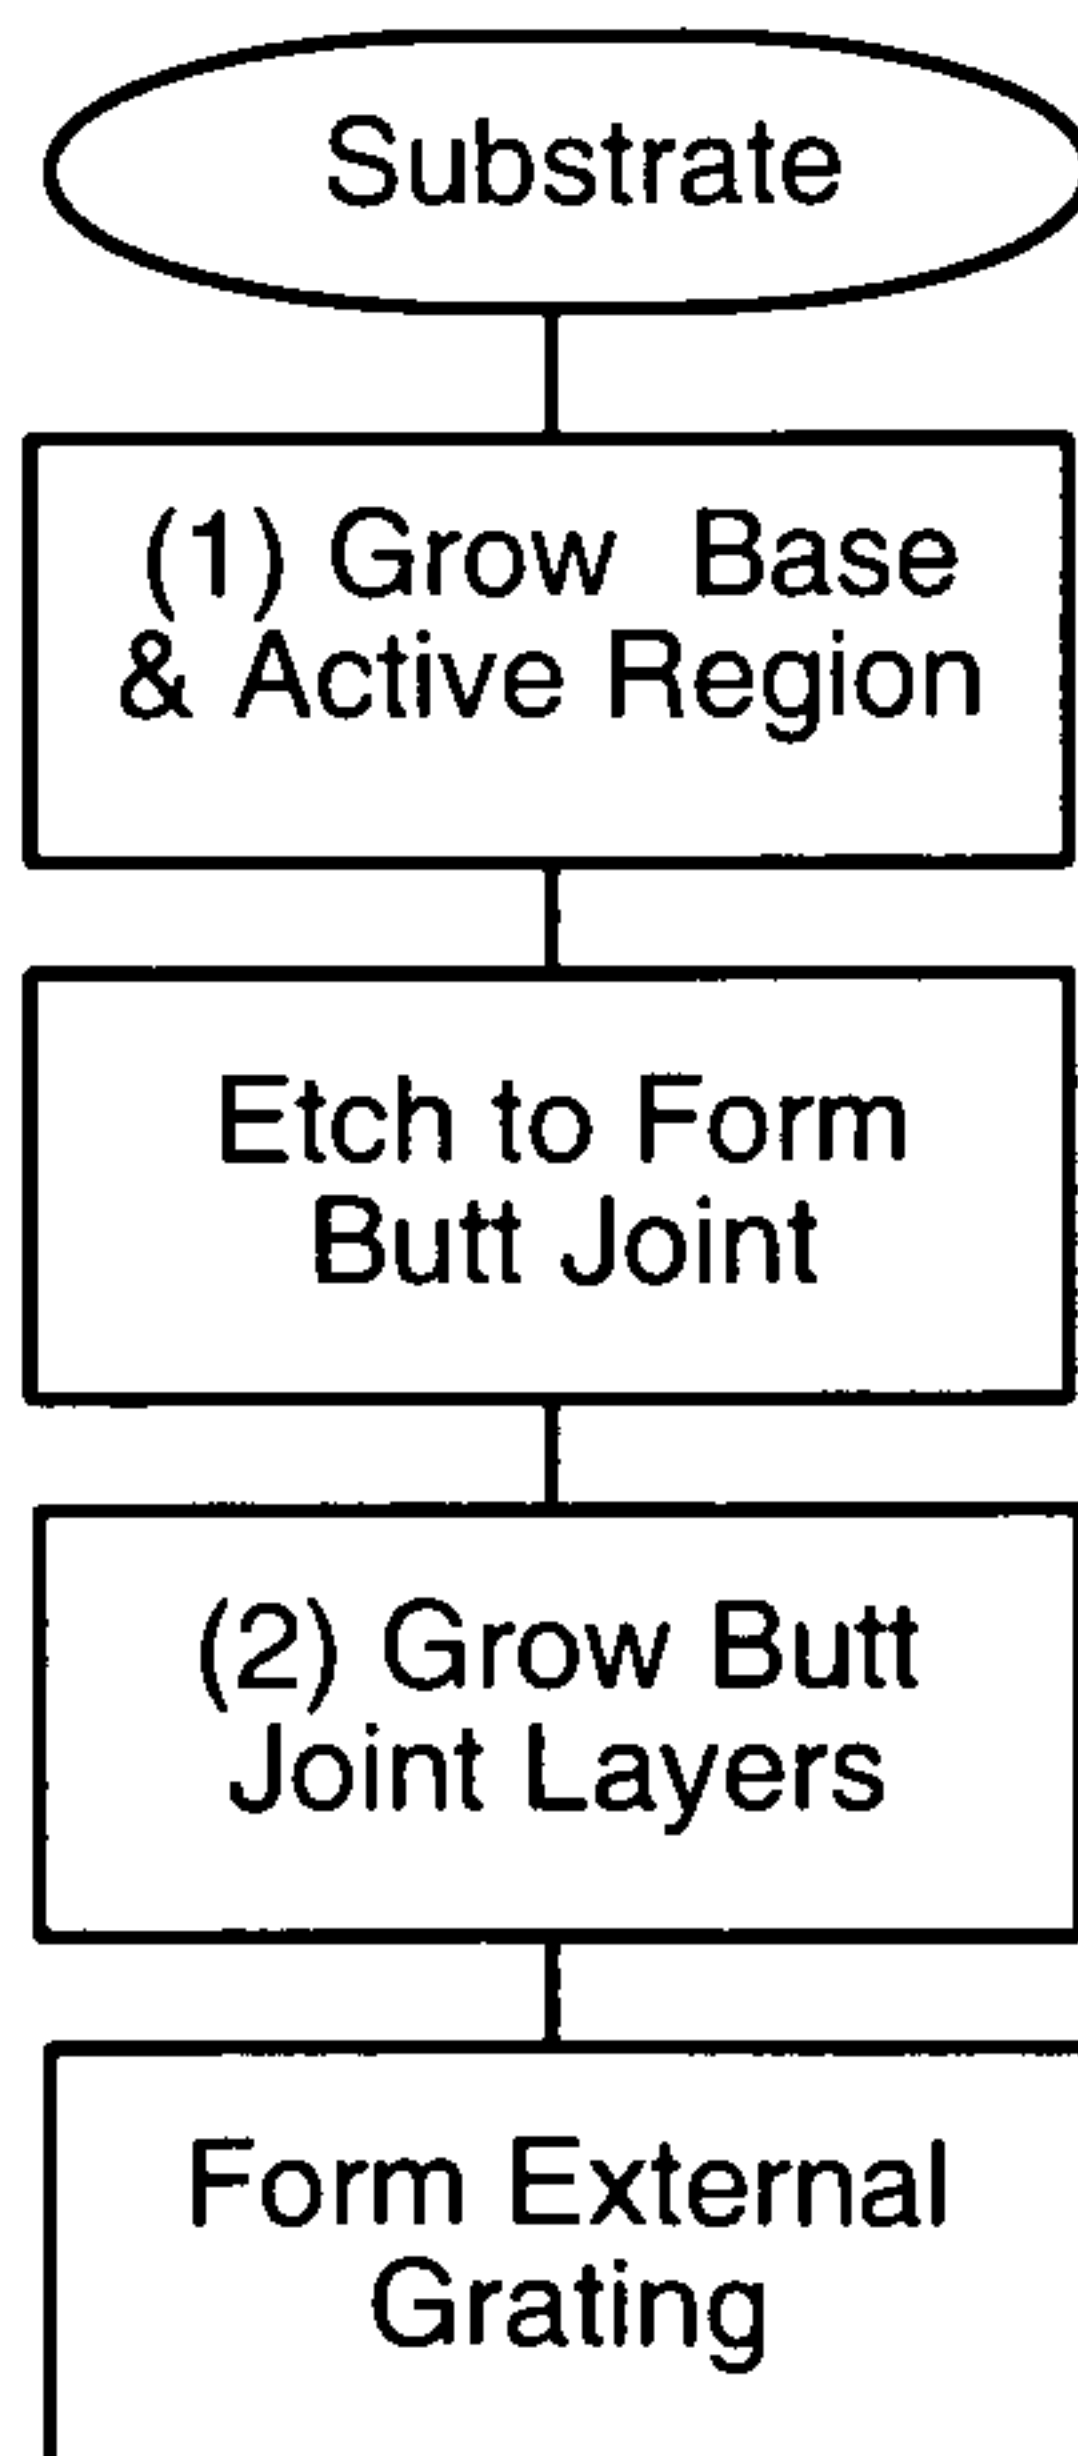 Substrate
(1) Grow Base
& Active Region
Etch to Form
Butt Joint
(2) Grow Butt
Joint Layers
Form External
Grating